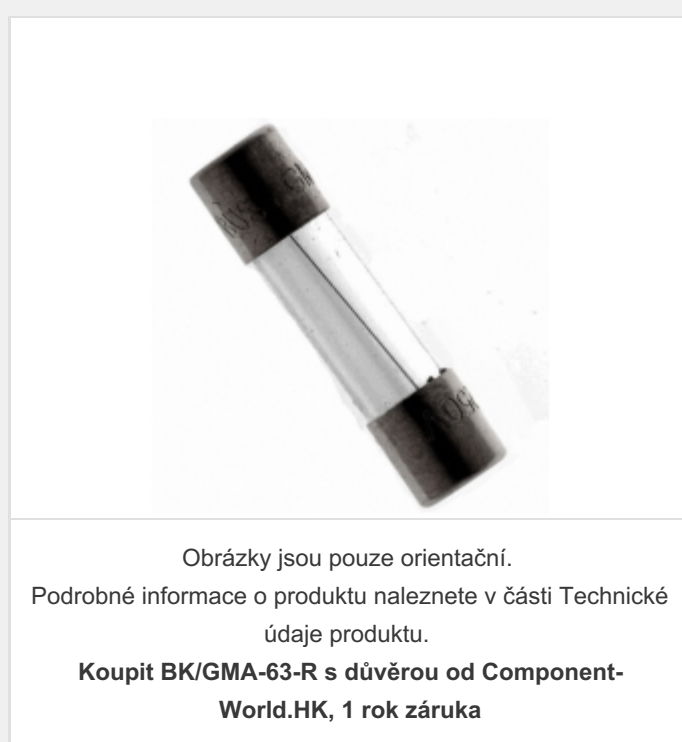 Obrázky jsou pouze orientační.
Podrobné informace o produktu naleznete v části Technické
údaje produktu.
Koupit BK/GMA-63-R s důvěrou od Component-
World.HK, 1 rok záruka